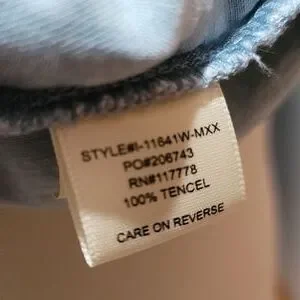 STYLE#I-11641W-MXX
PO#206743
RN#117778
100% TENCEL
CARE ON REVERSE